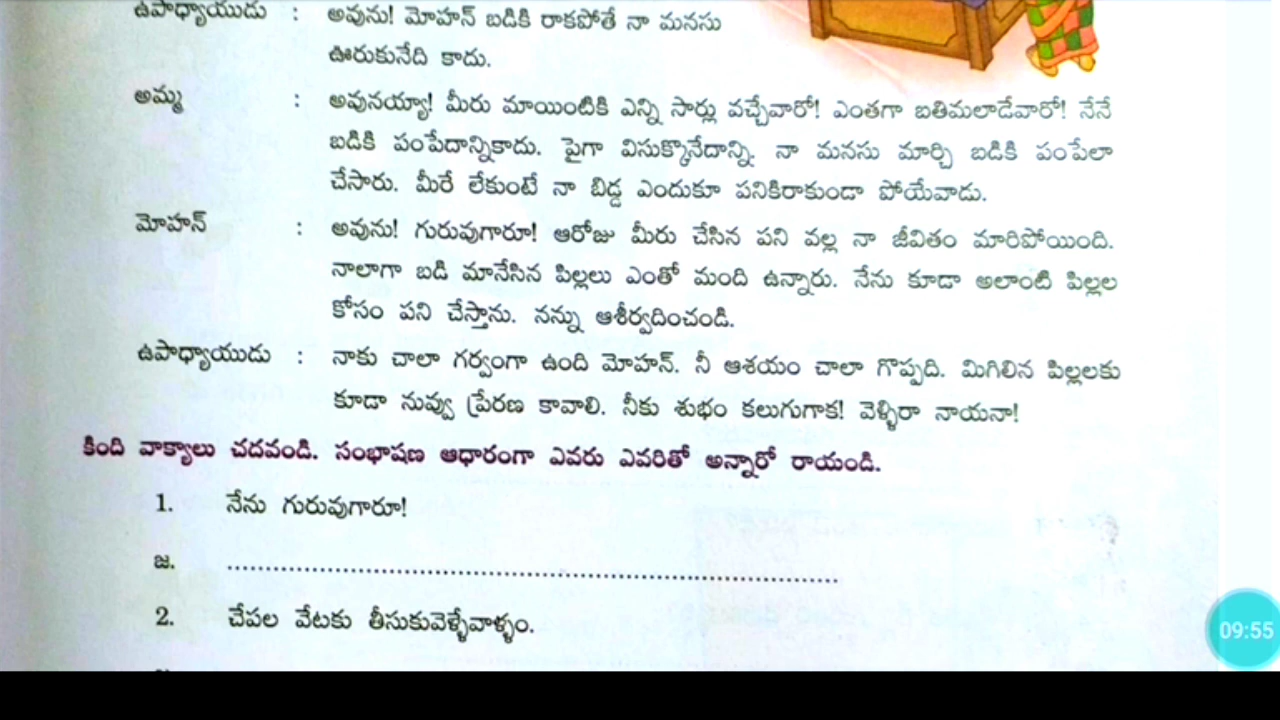 ఉపాధ్యాయుడు : అవును! మోహన్ బడికి రాకపోతే నా మనసు
ఊరుకునేది కాదు.
అమ్మ : అవునయ్యా! మీరు మాయింటికి ఎన్ని సార్లు వచ్చేవారో! ఎంతగా బతిమలాడేవారో! నేనే
బడికి పంపేదాన్నికాదు. పైగా విసుక్కొనేదాన్ని. నా మనసు మార్చి బడికి పంపేలా
చేసారు. మీరే లేకుంటే నా బిడ్డ ఎందుకూ పనికిరాకుండా పోయేవాడు.
మోహన్ : అవును! గురువుగారూ! ఆరోజు మీరు చేసిన పని వల్ల నా జీవితం మారిపోయింది.
నాలాగా బడి మానేసిన పిల్లలు ఎంతో మంది ఉన్నారు. నేను కూడా అలాంటి పిల్లల
కోసం పని చేస్తాను. నన్ను ఆశీర్వదించండి.
ఉపాధ్యాయుడు : నాకు చాలా గర్వంగా ఉంది మోహన్. నీ ఆశయం చాలా గొప్పది. మిగిలిన పిల్లలకు
కూడా నువ్వు ప్రేరణ కావాలి. నీకు శుభం కలుగుగాక! వెళ్ళిరా నాయనా!
కింది వాక్యాలు చదవండి. సంభాషణ ఆధారంగా ఎవరు ఎవరితో అన్నారో రాయండి.
1. నేను గురువుగారూ!
జ. ....................................................................................
2. చేపల వేటకు తీసుకువెళ్ళేవాళ్ళం.
09:55